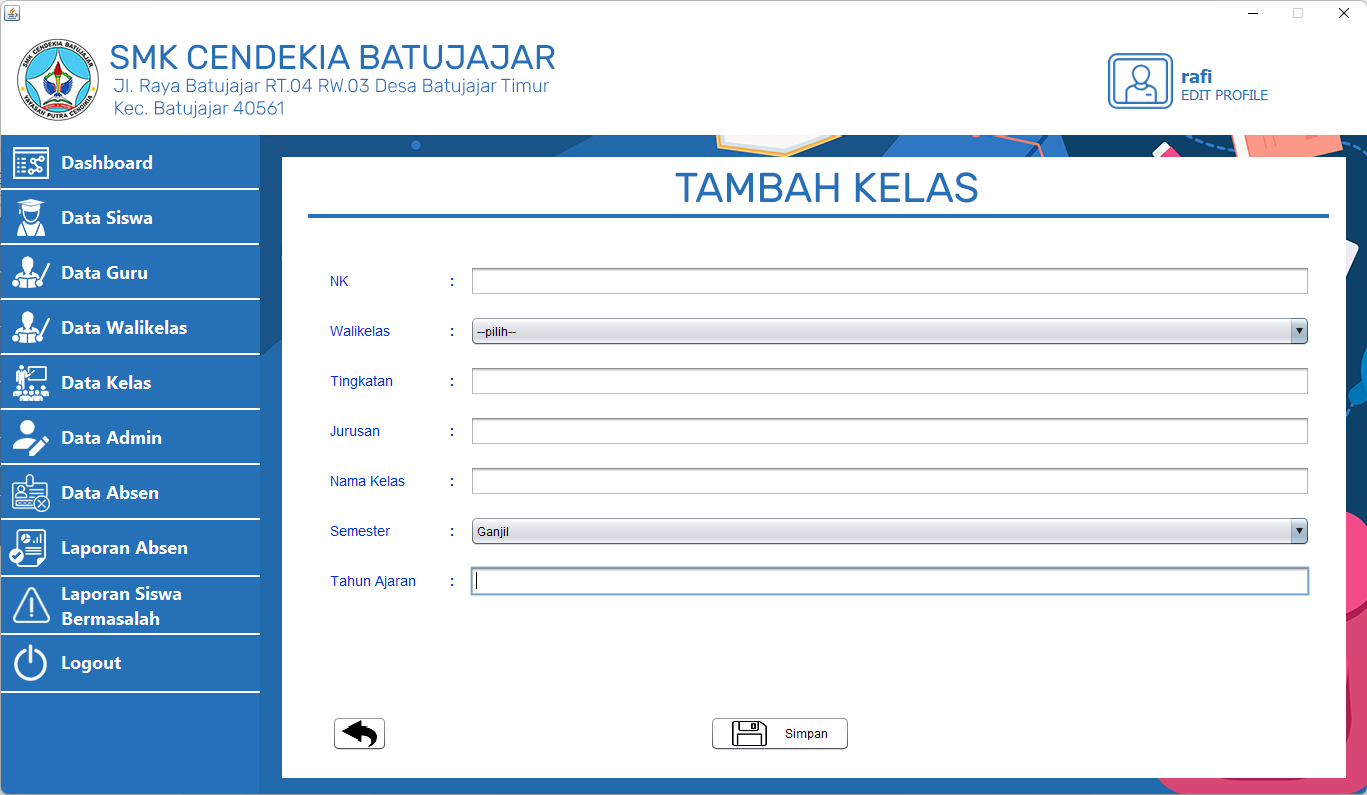 SMK CENDEKIA BATUJAJAR
YAYASAN PUTRA CENDIKIA
SMK CENDEKIA BATUJAJAR
Jl. Raya Batujajar RT.04 RW.03 Desa Batujajar Timur
Kec. Batujajar 40561
rafi
EDIT PROFILE
Dashboard
Data Siswa
Data Guru
Data Walikelas
Data Kelas
Data Admin
Data Absen
Laporan Absen
Laporan Siswa
Bermasalah
Logout
TAMBAH KELAS
NK :
Walikelas : --pilih--
Tingkatan :
Jurusan :
Nama Kelas :
Semester : Ganjil
Tahun Ajaran :
Simpan